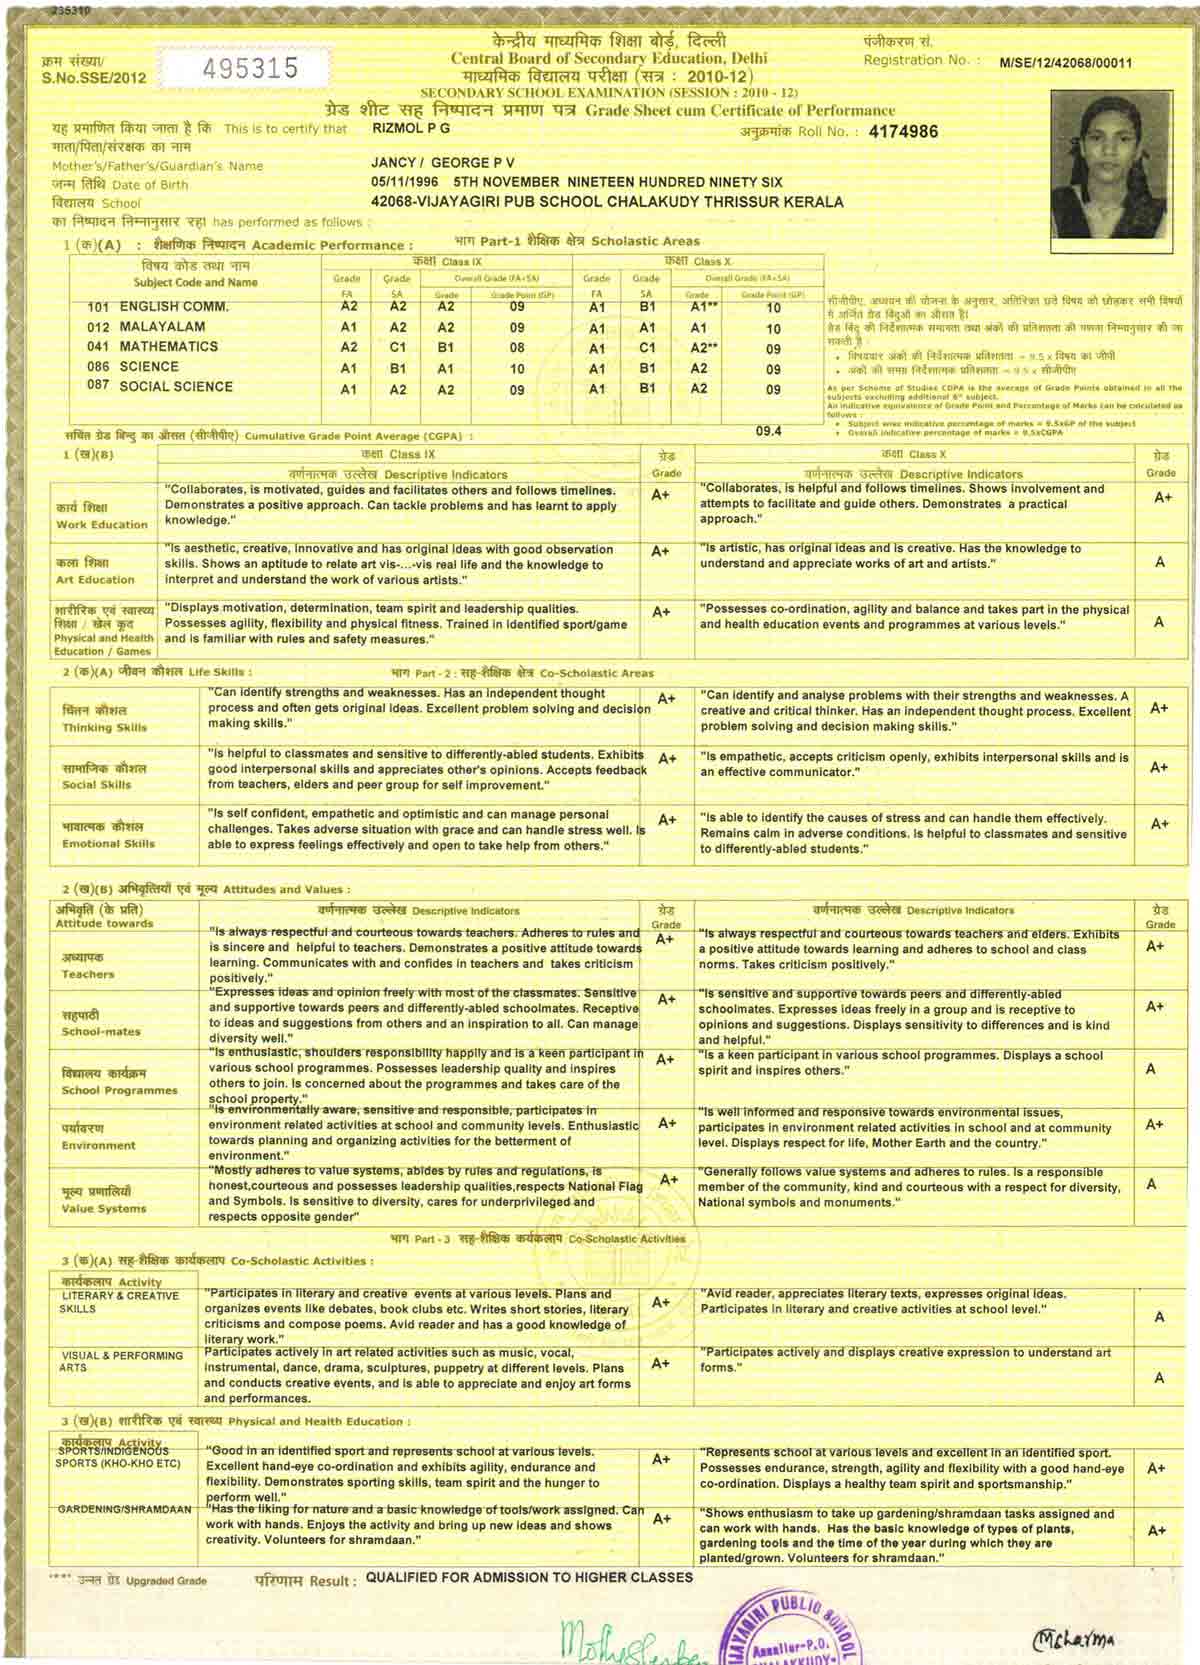 235310
केन्द्रीय माध्यमिक शिक्षा बोर्ड, दिल्ली
पंजीकरण सं.
क्रम संख्या/
S.No.SSE/2012
495315
Central Board of Secondary Education, Delhi
Registration No. : M/SE/12/42068/00011
माध्यमिक विद्यालय परीक्षा (सत्र : 2010-12)
SECONDARY SCHOOL EXAMINATION (SESSION : 2010 - 12)
ग्रेड शीट सह निष्पादन प्रमाण पत्र Grade Sheet cum Certificate of Performance
यह प्रमाणित किया जाता है कि This is to certify that RIZMOL P G
अनुक्रमांक Roll No. : 4174986
माता/पिता/संरक्षक का नाम
Mother's/Father's/Guardian's Name JANCY / GEORGE P V
जन्म तिथि Date of Birth 05/11/1996 5TH NOVEMBER NINETEEN HUNDRED NINETY SIX
विद्यालय School 42068-VIJAYAGIRI PUB SCHOOL CHALAKUDY THRISSUR KERALA
का निष्पादन निम्नानुसार रहा has performed as follows :
1 (क)(A) : शैक्षणिक निष्पादन Academic Performance : भाग Part-1 शैक्षिक क्षेत्र Scholastic Areas
विषय कोड तथा नाम
Subject Code and Name
कक्षा Class IX
कक्षा Class X
Grade FA Grade SA Overall Grade (FA+SA) Grade Grade Point (GP)
Grade FA Grade SA Overall Grade (FA+SA) Grade Grade Point (GP)
101 ENGLISH COMM. A2 A2 A2 09 A1 B1 A1** 10
012 MALAYALAM A1 A2 A2 09 A1 A1 A1 10
041 MATHEMATICS A2 C1 B1 08 A1 C1 A2** 09
086 SCIENCE A1 B1 A1 10 A1 B1 A2 09
087 SOCIAL SCIENCE A1 A2 A2 09 A1 B1 A2 09
सीजीपीए, अध्ययन की योजना के अनुसार, अतिरिक्त छठे विषय को छोड़कर सभी विषयों
में अर्जित ग्रेड बिंदुओं का औसत है।
ग्रेड बिंदु की निर्देशात्मक समानता तथा अंकों की प्रतिशतता की गणना निम्नानुसार की जा
सकती है :
• विषयवार अंकों की निर्देशात्मक प्रतिशतता = 9.5 x विषय का जीपी
• अंकों की समग्र निर्देशात्मक प्रतिशतता = 9.5 x सीजीपीए
As per Scheme of Studies CGPA is the average of Grade Points obtained in all the
subjects excluding additional 6th subject.
An indicative equivalence of Grade Point and Percentage of Marks can be calculated as
follows :
• Subject wise indicative percentage of marks = 9.5xGP of the subject
• Overall indicative percentage of marks = 9.5xCGPA
संचित ग्रेड बिन्दु का औसत (सीजीपीए) Cumulative Grade Point Average (CGPA) : 09.4
1 (ख)(B) कक्षा Class IX ग्रेड कक्षा Class X ग्रेड
वर्णनात्मक उल्लेख Descriptive Indicators Grade वर्णनात्मक उल्लेख Descriptive Indicators Grade
कार्य शिक्षा
Work Education
"Collaborates, is motivated, guides and facilitates others and follows timelines.
Demonstrates a positive approach. Can tackle problems and has learnt to apply
knowledge."
A+
"Collaborates, is helpful and follows timelines. Shows involvement and
attempts to facilitate and guide others. Demonstrates a practical
approach."
A+
कला शिक्षा
Art Education
"Is aesthetic, creative, innovative and has original ideas with good observation
skills. Shows an aptitude to relate art vis-...-vis real life and the knowledge to
interpret and understand the work of various artists."
A+
"Is artistic, has original ideas and is creative. Has the knowledge to
understand and appreciate works of art and artists."
A
शारीरिक एवं स्वास्थ्य
शिक्षा / खेल कूद
Physical and Health
Education / Games
"Displays motivation, determination, team spirit and leadership qualities.
Possesses agility, flexibility and physical fitness. Trained in identified sport/game
and is familiar with rules and safety measures."
A+
"Possesses co-ordination, agility and balance and takes part in the physical
and health education events and programmes at various levels."
A
2 (क)(A) जीवन कौशल Life Skills : भाग Part - 2 : सह-शैक्षिक क्षेत्र Co-Scholastic Areas
चिंतन कौशल
Thinking Skills
"Can identify strengths and weaknesses. Has an independent thought
process and often gets original ideas. Excellent problem solving and decision
making skills."
A+
"Can identify and analyse problems with their strengths and weaknesses. A
creative and critical thinker. Has an independent thought process. Excellent
problem solving and decision making skills."
A+
सामाजिक कौशल
Social Skills
"Is helpful to classmates and sensitive to differently-abled students. Exhibits
good interpersonal skills and appreciates other's opinions. Accepts feedback
from teachers, elders and peer group for self improvement."
A+
"Is empathetic, accepts criticism openly, exhibits interpersonal skills and is
an effective communicator."
A+
भावात्मक कौशल
Emotional Skills
"Is self confident, empathetic and optimistic and can manage personal
challenges. Takes adverse situation with grace and can handle stress well. Is
able to express feelings effectively and open to take help from others."
A+
"Is able to identify the causes of stress and can handle them effectively.
Remains calm in adverse conditions. Is helpful to classmates and sensitive
to differently-abled students."
A+
2 (ख)(B) अभिवृत्तियाँ एवं मूल्य Attitudes and Values :
अभिवृति (के प्रति) वर्णनात्मक उल्लेख Descriptive Indicators ग्रेड वर्णनात्मक उल्लेख Descriptive Indicators ग्रेड
Attitude towards Grade Grade
अध्यापक
Teachers
"Is always respectful and courteous towards teachers. Adheres to rules and
is sincere and helpful to teachers. Demonstrates a positive attitude towards
learning. Communicates with and confides in teachers and takes criticism
positively."
A+
"Is always respectful and courteous towards teachers and elders. Exhibits
a positive attitude towards learning and adheres to school and class
norms. Takes criticism positively."
A+
सहपाठी
School-mates
"Expresses ideas and opinion freely with most of the classmates. Sensitive
and supportive towards peers and differently-abled schoolmates. Receptive
to ideas and suggestions from others and an inspiration to all. Can manage
diversity well."
A+
"Is sensitive and supportive towards peers and differently-abled
schoolmates. Expresses ideas freely in a group and is receptive to
opinions and suggestions. Displays sensitivity to differences and is kind
and helpful."
A+
विद्यालय कार्यक्रम
School Programmes
"Is enthusiastic, shoulders responsibility happily and is a keen participant in
various school programmes. Possesses leadership quality and inspires
others to join. Is concerned about the programmes and takes care of the
school property."
A+
"Is a keen participant in various school programmes. Displays a school
spirit and inspires others."
A
पर्यावरण
Environment
"Is environmentally aware, sensitive and responsible, participates in
environment related activities at school and community levels. Enthusiastic
towards planning and organizing activities for the betterment of
environment."
A+
"Is well informed and responsive towards environmental issues,
participates in environment related activities in school and at community
level. Displays respect for life, Mother Earth and the country."
A+
मूल्य प्रणालियाँ
Value Systems
"Mostly adheres to value systems, abides by rules and regulations, is
honest,courteous and possesses leadership qualities,respects National Flag
and Symbols. Is sensitive to diversity, cares for underprivileged and
respects opposite gender"
A+
"Generally follows value systems and adheres to rules. Is a responsible
member of the community, kind and courteous with a respect for diversity,
National symbols and monuments."
A
भाग Part - 3 सह-शैक्षिक कार्यकलाप Co-Scholastic Activities
3 (क)(A) सह-शैक्षिक कार्यकलाप Co-Scholastic Activities :
कार्यकलाप Activity
LITERARY & CREATIVE
SKILLS
"Participates in literary and creative events at various levels. Plans and
organizes events like debates, book clubs etc. Writes short stories, literary
criticisms and compose poems. Avid reader and has a good knowledge of
literary work."
A+
"Avid reader, appreciates literary texts, expresses original ideas.
Participates in literary and creative activities at school level."
A
VISUAL & PERFORMING
ARTS
Participates actively in art related activities such as music, vocal,
instrumental, dance, drama, sculptures, puppetry at different levels. Plans
and conducts creative events, and is able to appreciate and enjoy art forms
and performances.
A+
"Participates actively and displays creative expression to understand art
forms."
A
3 (ख)(B) शारीरिक एवं स्वास्थ्य Physical and Health Education :
कार्यकलाप Activity
SPORTS/INDIGENOUS
SPORTS (KHO-KHO ETC)
"Good in an identified sport and represents school at various levels.
Excellent hand-eye co-ordination and exhibits agility, endurance and
flexibility. Demonstrates sporting skills, team spirit and the hunger to
perform well."
A+
"Represents school at various levels and excellent in an identified sport.
Possesses endurance, strength, agility and flexibility with a good hand-eye
co-ordination. Displays a healthy team spirit and sportsmanship."
A+
GARDENING/SHRAMDAAN
"Has the liking for nature and a basic knowledge of tools/work assigned. Can
work with hands. Enjoys the activity and bring up new ideas and shows
creativity. Volunteers for shramdaan."
A+
"Shows enthusiasm to take up gardening/shramdaan tasks assigned and
can work with hands. Has the basic knowledge of types of plants,
gardening tools and the time of the year during which they are
planted/grown. Volunteers for shramdaan."
A+
"**" उन्नत ग्रेड Upgraded Grade परिणाम Result : QUALIFIED FOR ADMISSION TO HIGHER CLASSES
VIJAYAGIRI PUBLIC SCHOOL
Annallur-P.O.
MSharma